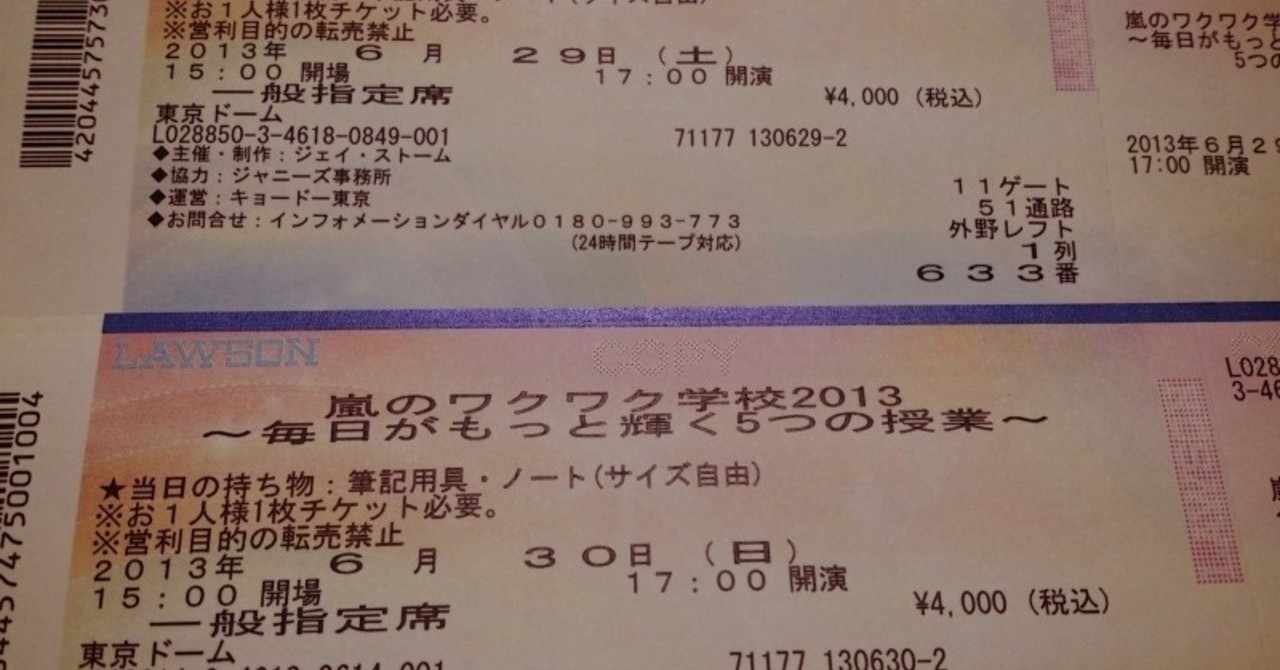 ※お１人様1枚チケット必要。
※営利目的の転売禁止
２０１３年 ６ 月 ２９日 （土）
１５：００ 開場 １７：００ 開演
一般指定席 ¥4,000 (税込)
東京ドーム
L028850-3-4618-0849-001 71177 130629-2
◆主催・制作：ジェイ・ストーム
◆協力：ジャニーズ事務所
◆運営：キョードー東京
◆お問合せ：インフォメーションダイヤル０１８０-９９３-７７３
(24時間テープ対応)
１１ゲート
５１通路
外野レフト
１列
６３３番
嵐のワクワク学
～毎日がもっと
5つの
2013年６月２９
17:00 開演
LAWSON
COPY
嵐のワクワク学校2013
～毎日がもっと輝く5つの授業～
★当日の持ち物：筆記用具・ノート(サイズ自由)
※お１人様1枚チケット必要。
※営利目的の転売禁止
２０１３年 ６ 月 ３０日 （日）
１５：００ 開場 １７：００ 開演
一般指定席 ¥4,000 (税込)
東京ドーム
71177 130630-2
L028
3-46